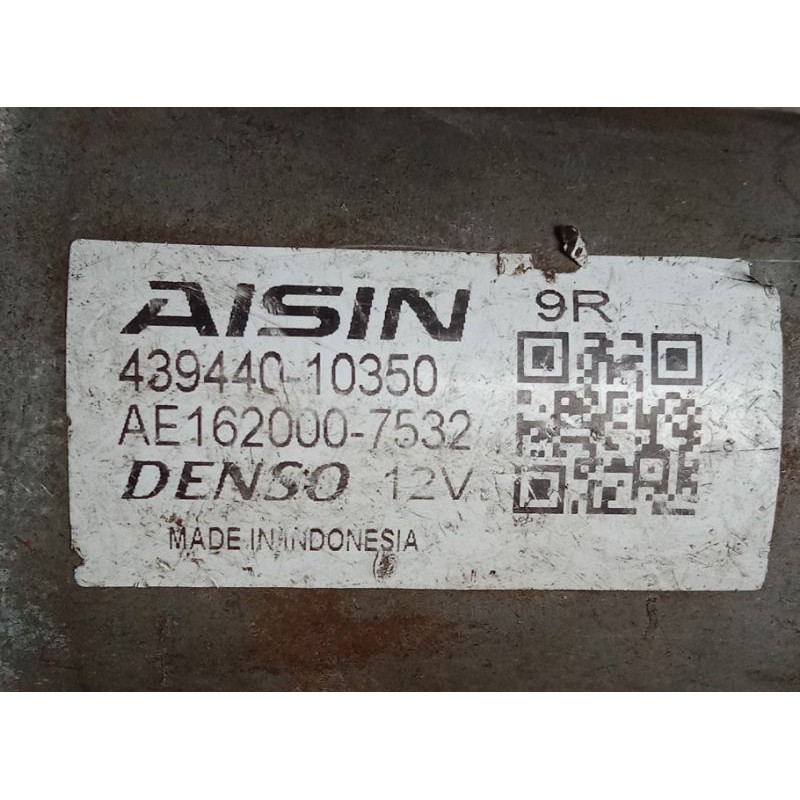 AISIN
9R
439440-10350
AE162000-7532
DENSO 12V
MADE IN INDONESIA